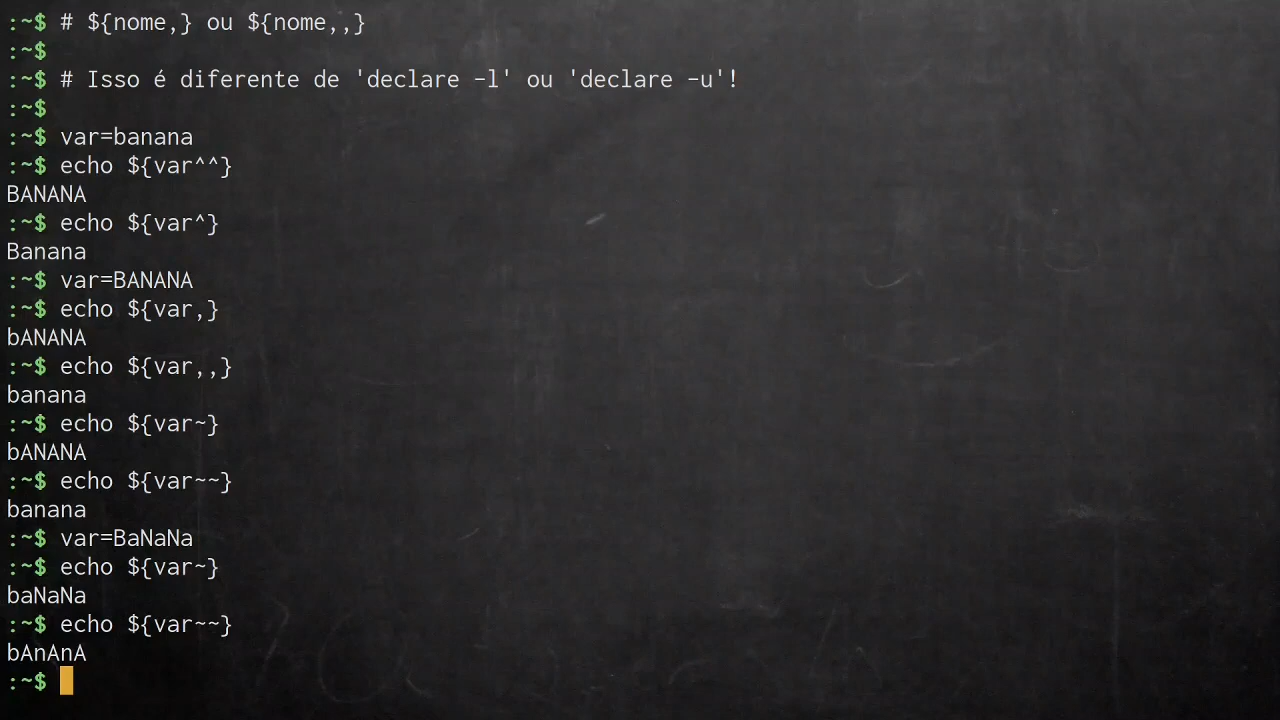 :~$ # ${nome,} ou ${nome,,}
:~$
:~$ # Isso é diferente de 'declare -l' ou 'declare -u'!
:~$
:~$ var=banana
:~$ echo ${var^^}
BANANA
:~$ echo ${var^}
Banana
:~$ var=BANANA
:~$ echo ${var,}
bANANA
:~$ echo ${var,,}
banana
:~$ echo ${var~}
bANANA
:~$ echo ${var~~}
banana
:~$ var=BaNaNa
:~$ echo ${var~}
baNaNa
:~$ echo ${var~~}
bAnAnA
:~$